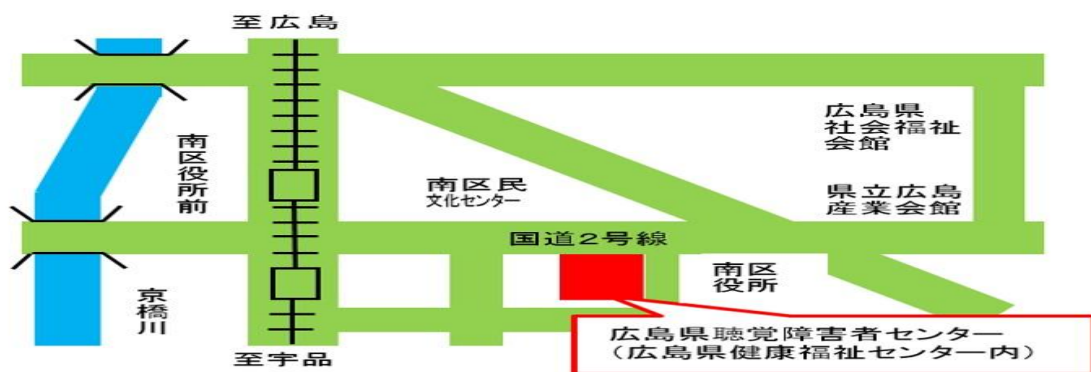 至広島
広島県
社会福祉
会館
南区役所前
南区民
文化センター
県立広島
産業会館
国道2号線
南区
役所
京橋川
広島県聴覚障害者センター
(広島県健康福祉センター内)
至宇品